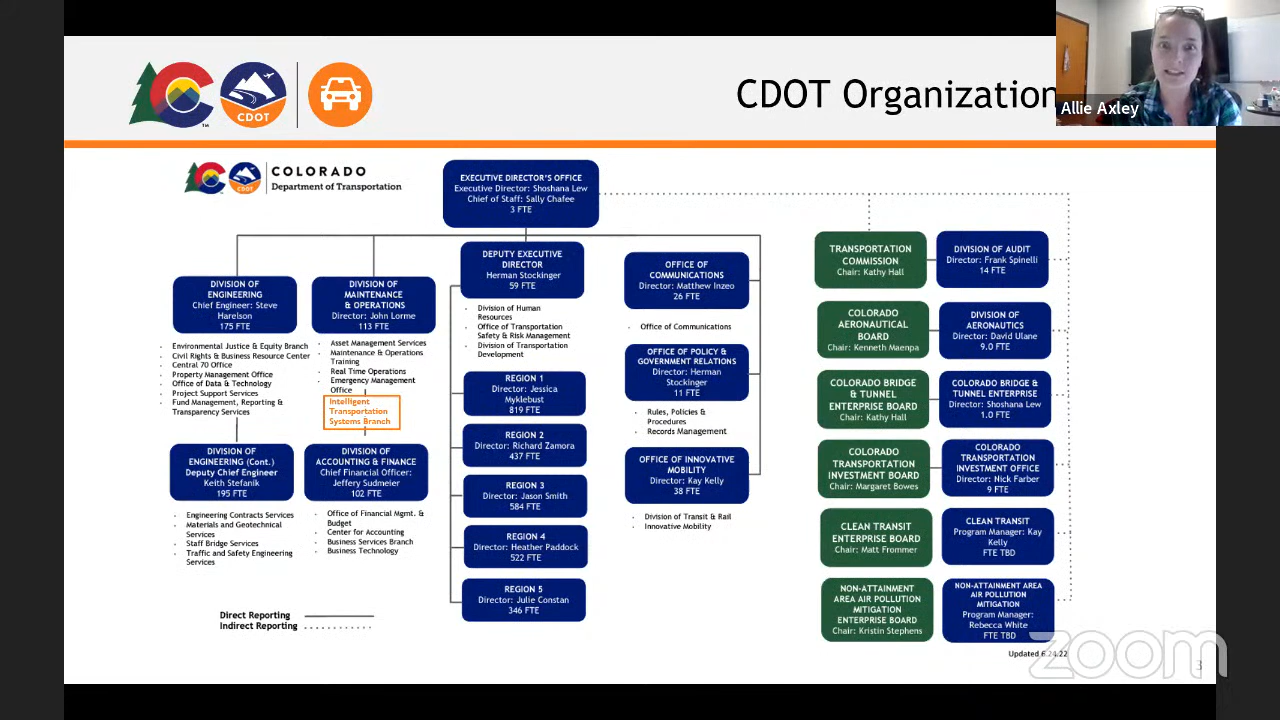 CDOT Organization
Allie Axley
CDOT
COLORADO
Department of Transportation
CDOT
EXECUTIVE DIRECTOR'S OFFICE
Executive Director: Shoshana Lew
Chief of Staff: Sally Chafee
3 FTE
DIVISION OF
ENGINEERING
Chief Engineer: Steve
Harelson
175 FTE
Environmental Justice & Equity Branch
Civil Rights & Business Resource Center
Central 70 Office
Property Management Office
Office of Data & Technology
Project Support Services
Fund Management, Reporting &
Transparency Services
DIVISION OF
ENGINEERING (Cont.)
Deputy Chief Engineer
Keith Stefanik
195 FTE
Engineering Contracts Services
Materials and Geotechnical
Services
Staff Bridge Services
Traffic and Safety Engineering
Services
DIVISION OF
MAINTENANCE
& OPERATIONS
Director: John Lorme
113 FTE
Asset Management Services
Maintenance & Operations
Training
Real Time Operations
Emergency Management
Office
Intelligent
Transportation
Systems Branch
DIVISION OF
ACCOUNTING & FINANCE
Chief Financial Officer:
Jeffery Sudmeier
102 FTE
Office of Financial Mgmt. &
Budget
Center for Accounting
Business Services Branch
Business Technology
DEPUTY EXECUTIVE
DIRECTOR
Herman Stockinger
59 FTE
Division of Human
Resources
Office of Transportation
Safety & Risk Management
Division of Transportation
Development
REGION 1
Director: Jessica
Myklebust
819 FTE
REGION 2
Director: Richard Zamora
437 FTE
REGION 3
Director: Jason Smith
584 FTE
REGION 4
Director: Heather Paddock
522 FTE
REGION 5
Director: Julie Constan
346 FTE
OFFICE OF
COMMUNICATIONS
Director: Matthew Inzeo
26 FTE
Office of Communications
OFFICE OF POLICY &
GOVERNMENT RELATIONS
Director: Herman
Stockinger
11 FTE
Rules, Policies &
Procedures
Records Management
OFFICE OF INNOVATIVE
MOBILITY
Director: Kay Kelly
38 FTE
Division of Transit & Rail
Innovative Mobility
TRANSPORTATION
COMMISSION
Chair: Kathy Hall
DIVISION OF AUDIT
Director: Frank Spinelli
14 FTE
COLORADO
AERONAUTICAL
BOARD
Chair: Kenneth Maenpa
DIVISION OF
AERONAUTICS
Director: David Ulane
9.0 FTE
COLORADO BRIDGE
& TUNNEL
ENTERPRISE BOARD
Chair: Kathy Hall
COLORADO BRIDGE &
TUNNEL ENTERPRISE
Director: Shoshana Lew
1.0 FTE
COLORADO
TRANSPORTATION
INVESTMENT BOARD
Chair: Margaret Bowes
COLORADO
TRANSPORTATION
INVESTMENT OFFICE
Director: Nick Farber
9 FTE
CLEAN TRANSIT
ENTERPRISE BOARD
Chair: Matt Frommer
CLEAN TRANSIT
Program Manager: Kay
Kelly
FTE TBD
NON-ATTAINMENT
AREA AIR POLLUTION
MITIGATION
ENTERPRISE BOARD
Chair: Kristin Stephens
NON-ATTAINMENT AREA
AIR POLLUTION
MITIGATION
Program Manager:
Rebecca White
FTE TBD
Direct Reporting
Indirect Reporting
Updated 6.24.22
zoom
3